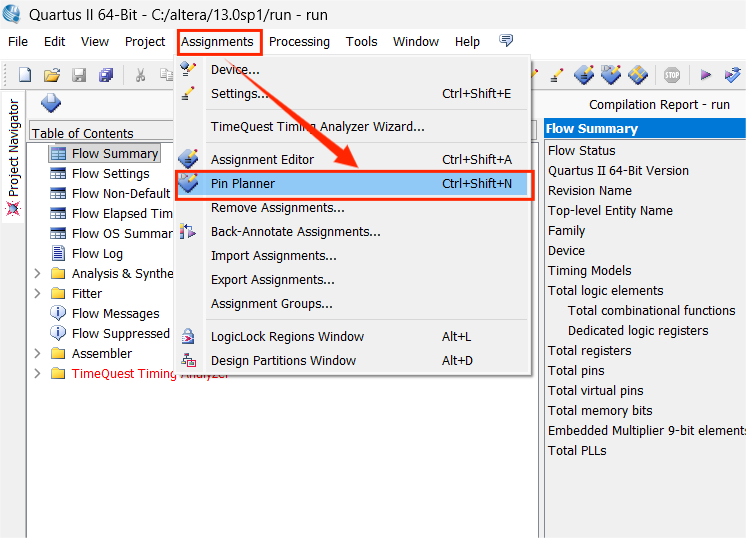 Quartus II 64-Bit - C:/altera/13.0sp1/run - run
File Edit View Project Assignments Processing Tools Window Help
Project Navigator
Table of Contents
Flow Summary
Flow Settings
Flow Non-Default
Flow Elapsed Tim
Flow OS Summar
Flow Log
Analysis & Synthe
Fitter
Flow Messages
Flow Suppressed
Assembler
TimeQuest Timing Analyzer
Device...
Settings... Ctrl+Shift+E
TimeQuest Timing Analyzer Wizard...
Assignment Editor Ctrl+Shift+A
Pin Planner Ctrl+Shift+N
Remove Assignments...
Back-Annotate Assignments...
Import Assignments...
Export Assignments...
Assignment Groups...
LogicLock Regions Window Alt+L
Design Partitions Window Alt+D
STOP
Compilation Report - run
Flow Summary
Flow Status
Quartus II 64-Bit Version
Revision Name
Top-level Entity Name
Family
Device
Timing Models
Total logic elements
Total combinational functions
Dedicated logic registers
Total registers
Total pins
Total virtual pins
Total memory bits
Embedded Multiplier 9-bit elements
Total PLLs